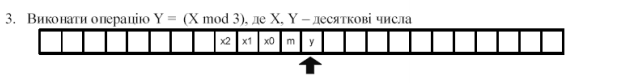 3. Виконати операцію Y = (X mod 3), де X, Y – десяткові числа
x2 x1 x0 m y